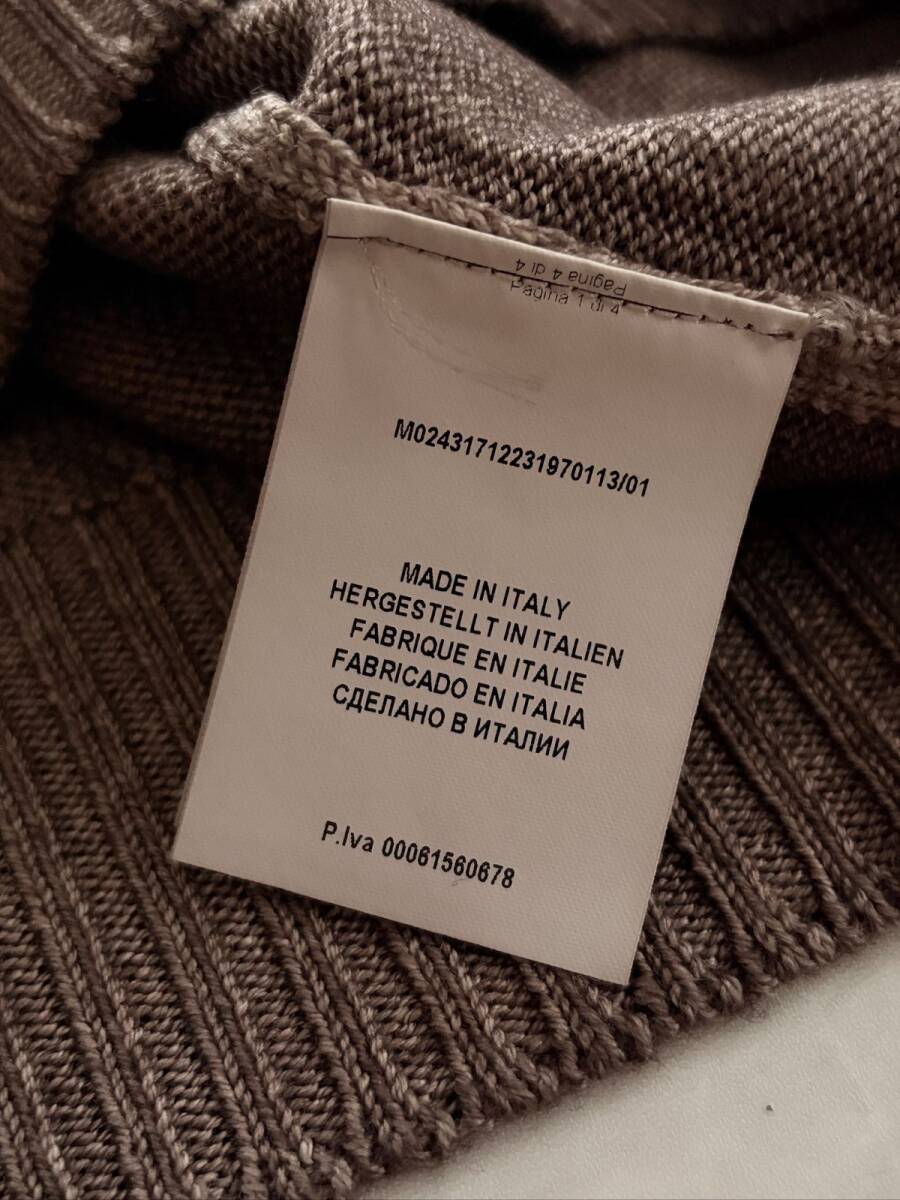 Pagina 4 di 4
Pagina 1 di 4
M02431712231970113/01
MADE IN ITALY
HERGESTELLT IN ITALIEN
FABRIQUE EN ITALIE
FABRICADO EN ITALIA
СДЕЛАНО В ИТАЛИИ
P.Iva 00061560678